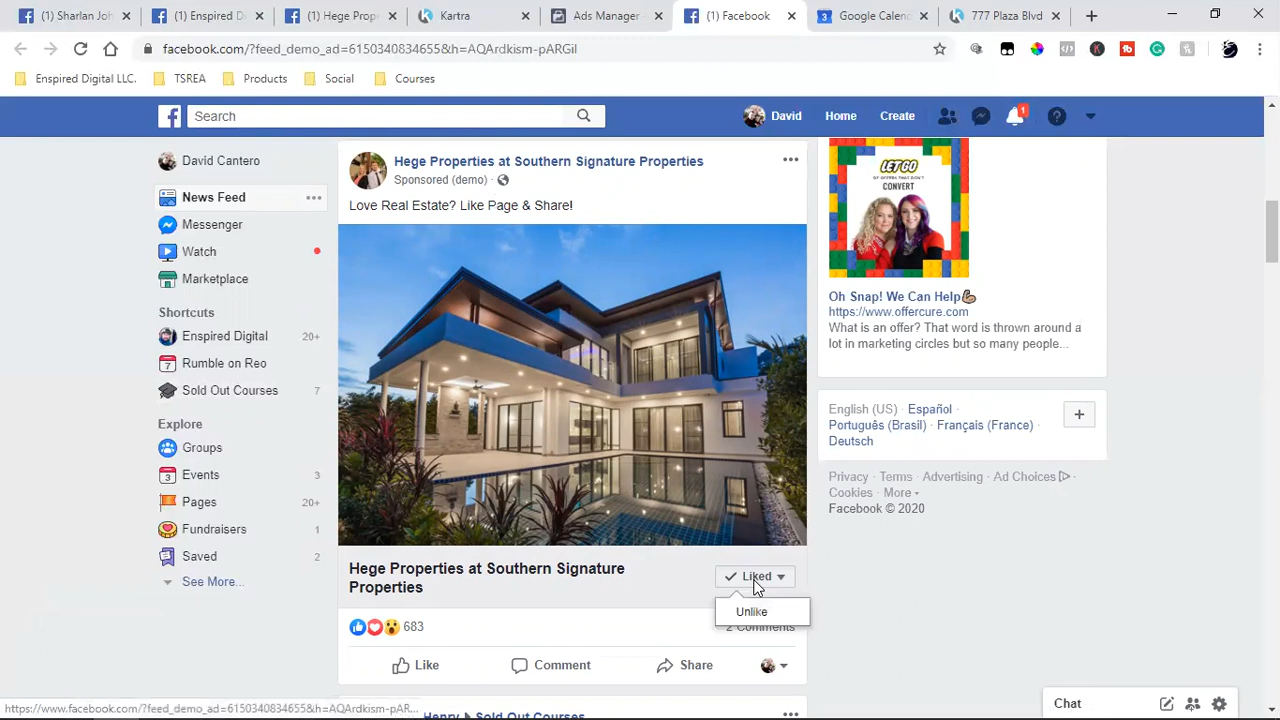 (1) Sharlan Joh
(1) Enspired D
(1) Hege Prop
Kartra
Ads Manager -
(1) Facebook
Google Calen
777 Plaza Blvd
facebook.com/?feed_demo_ad=6150340834655&h=AQArdkism-pARGil
Enspired Digital LLC.
TSREA
Products
Social
Courses
Search
David
Home
Create
1
David Cantero
News Feed
Messenger
Watch
Marketplace
Shortcuts
Enspired Digital 20+
Rumble on Reo
Sold Out Courses 7
Explore
Groups
Events 3
Pages 20+
Fundraisers 1
Saved 2
See More...
Hege Properties at Southern Signature Properties
Sponsored (demo) ·
Love Real Estate? Like Page & Share!
Hege Properties at Southern Signature
Properties
Liked
Unlike
683
2 Comments
Like
Comment
Share
Henry
Sold Out Courses
LET GO
OF OFFERS THAT DON'T
CONVERT
Oh Snap! We Can Help
https://www.offercure.com
What is an offer? That word is thrown around a
lot in marketing circles but so many people...
English (US) · Español ·
Português (Brasil) · Français (France) ·
Deutsch
Privacy · Terms · Advertising · Ad Choices ·
Cookies · More
Facebook © 2020
Chat
https://www.facebook.com/?feed_demo_ad=6150340834655&h=AQArdkism-pAR...